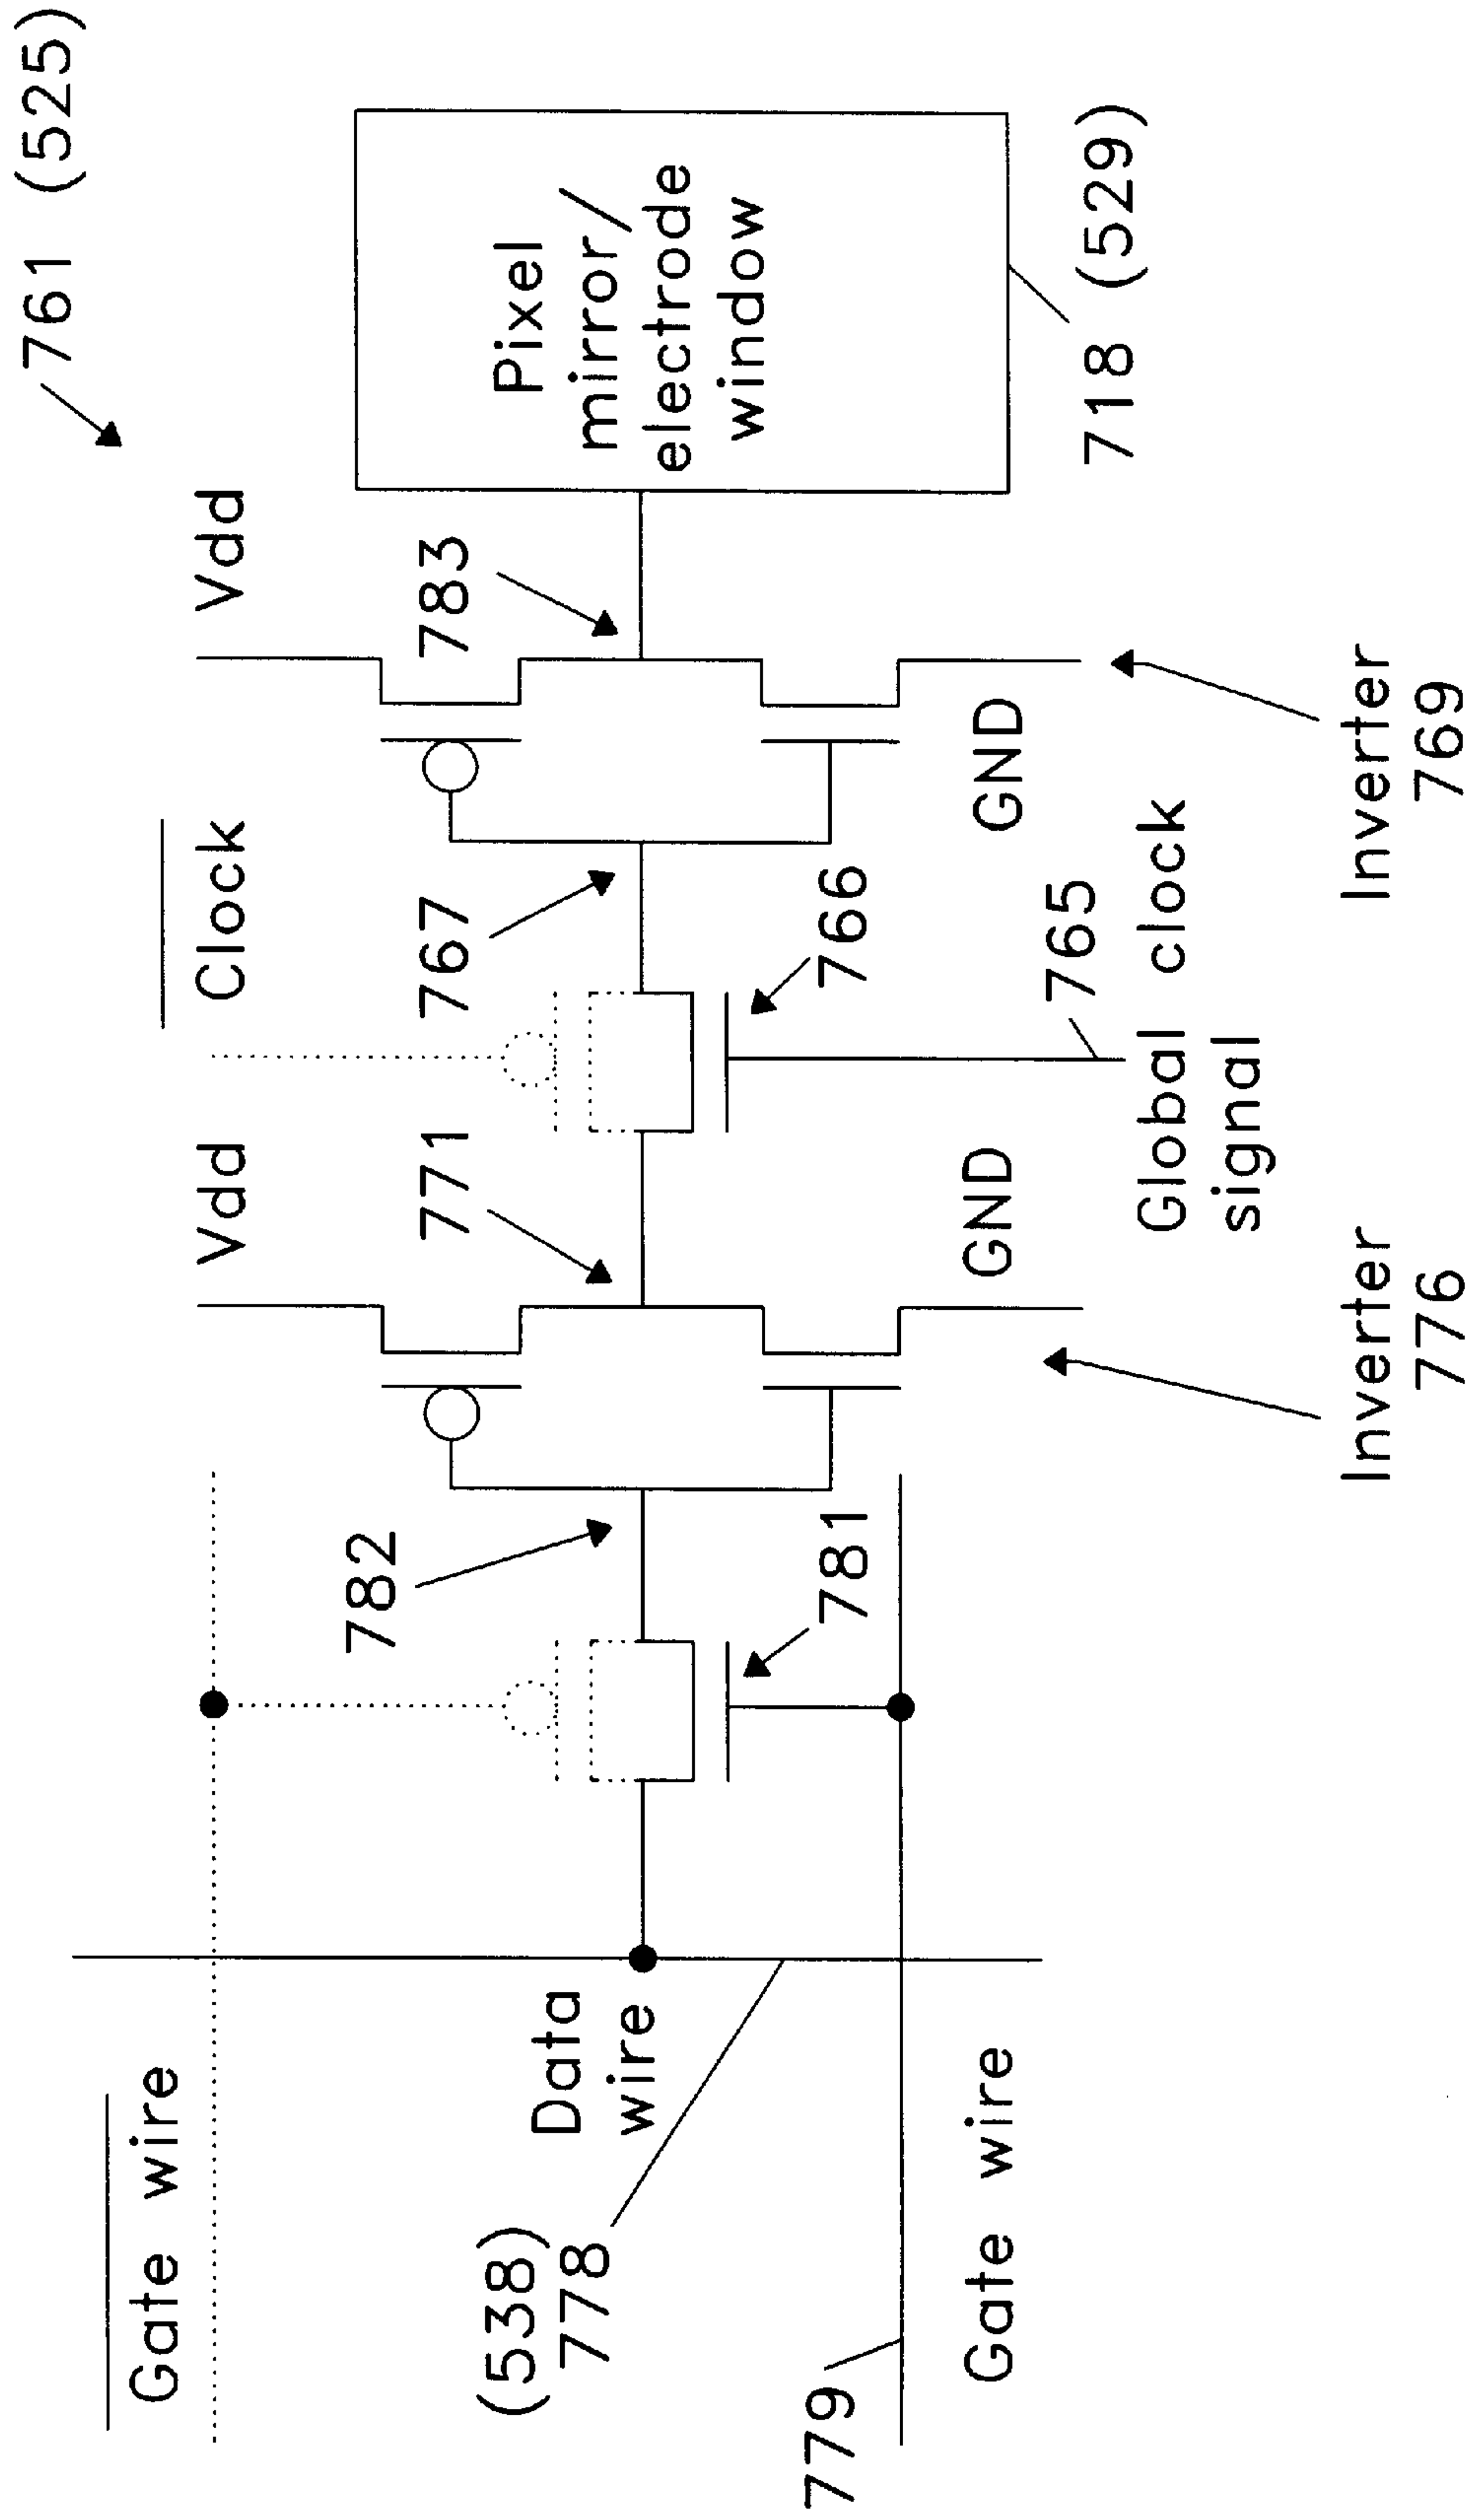 761 (525)
Gate wire
Vdd
Clock
Vdd
782
771
767
783
(538)
778
Data
wire
Pixel
mirror/
electrode
window
779
781
766
Gate wire
GND
765
GND
718 (529)
Global clock
signal
Inverter
776
Inverter
769